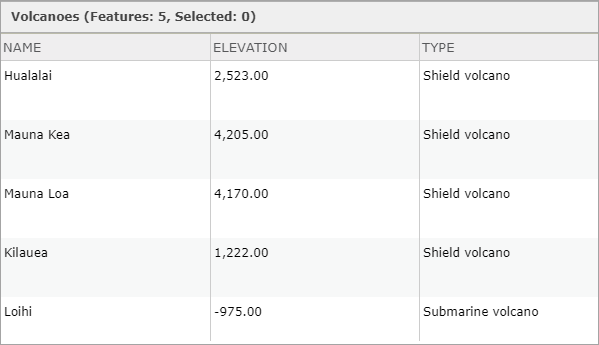 Volcanoes (Features: 5, Selected: 0)
NAME ELEVATION TYPE
Hualalai 2,523.00 Shield volcano
Mauna Kea 4,205.00 Shield volcano
Mauna Loa 4,170.00 Shield volcano
Kilauea 1,222.00 Shield volcano
Loihi -975.00 Submarine volcano